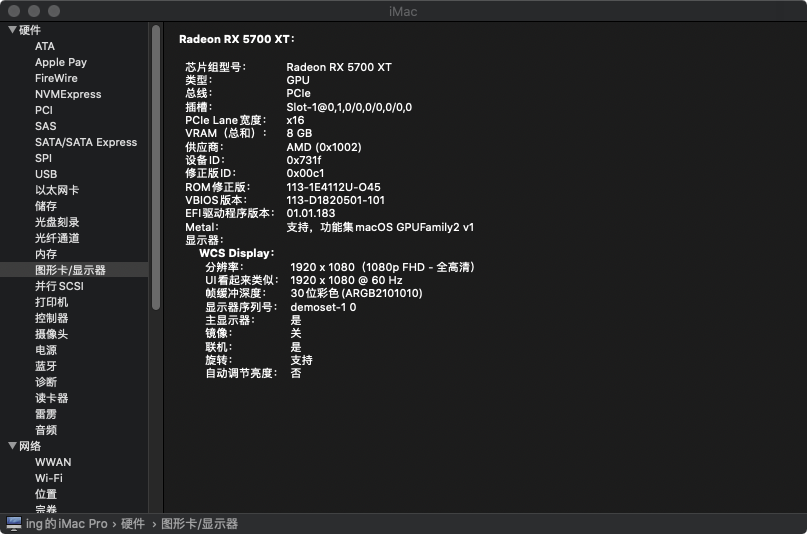 iMac
硬件
ATA
Apple Pay
FireWire
NVMExpress
PCI
SAS
SATA/SATA Express
SPI
USB
以太网卡
储存
光盘刻录
光纤通道
内存
图形卡/显示器
并行SCSI
打印机
控制器
摄像头
电源
蓝牙
诊断
读卡器
雷雳
音频
网络
WWAN
Wi-Fi
位置
宗卷
Radeon RX 5700 XT：
芯片组型号： Radeon RX 5700 XT
类型： GPU
总线： PCIe
插槽： Slot-1@0,1,0/0,0/0,0/0,0
PCIe Lane宽度： x16
VRAM（总和）： 8 GB
供应商： AMD (0x1002)
设备ID： 0x731f
修正版ID： 0x00c1
ROM修正版： 113-1E4112U-O45
VBIOS版本： 113-D1820501-101
EFI驱动程序版本： 01.01.183
Metal： 支持，功能集macOS GPUFamily2 v1
显示器：
WCS Display：
分辨率： 1920 x 1080（1080p FHD - 全高清）
UI看起来类似： 1920 x 1080 @ 60 Hz
帧缓冲深度： 30位彩色 (ARGB2101010)
显示器序列号： demoset-1 0
主显示器： 是
镜像： 关
联机： 是
旋转： 支持
自动调节亮度： 否
ing的iMac Pro › 硬件 › 图形卡/显示器